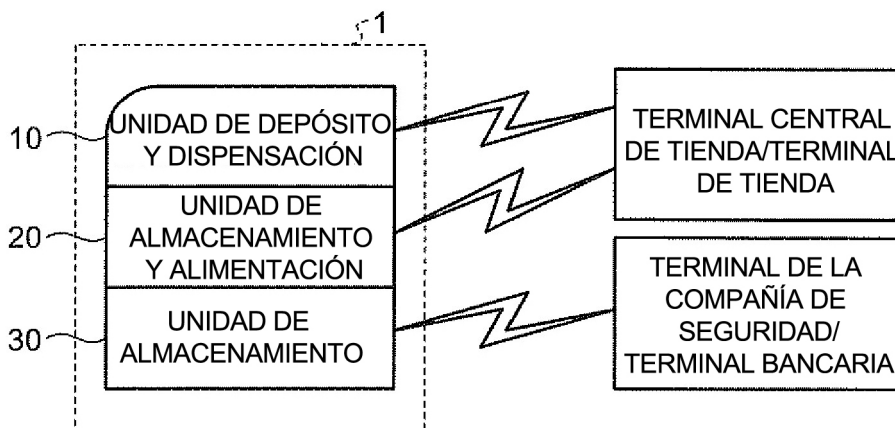 1
10
UNIDAD DE DEPÓSITO
Y DISPENSACIÓN
20
UNIDAD DE
ALMACENAMIENTO
Y ALIMENTACIÓN
30
UNIDAD DE
ALMACENAMIENTO
TERMINAL CENTRAL
DE TIENDA/TERMINAL
DE TIENDA
TERMINAL DE LA
COMPAÑÍA DE
SEGURIDAD/
TERMINAL BANCARIA